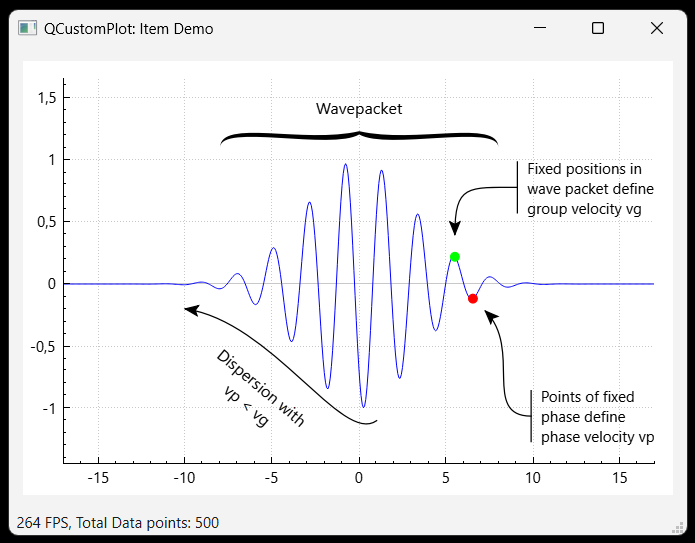 QCustomPlot: Item Demo
1,5
Wavepacket
1
Fixed positions in
wave packet define
group velocity vg
0,5
0
-0,5
Dispersion with
vp < vg
-1
Points of fixed
phase define
phase velocity vp
-15
-10
-5
0
5
10
15
264 FPS, Total Data points: 500